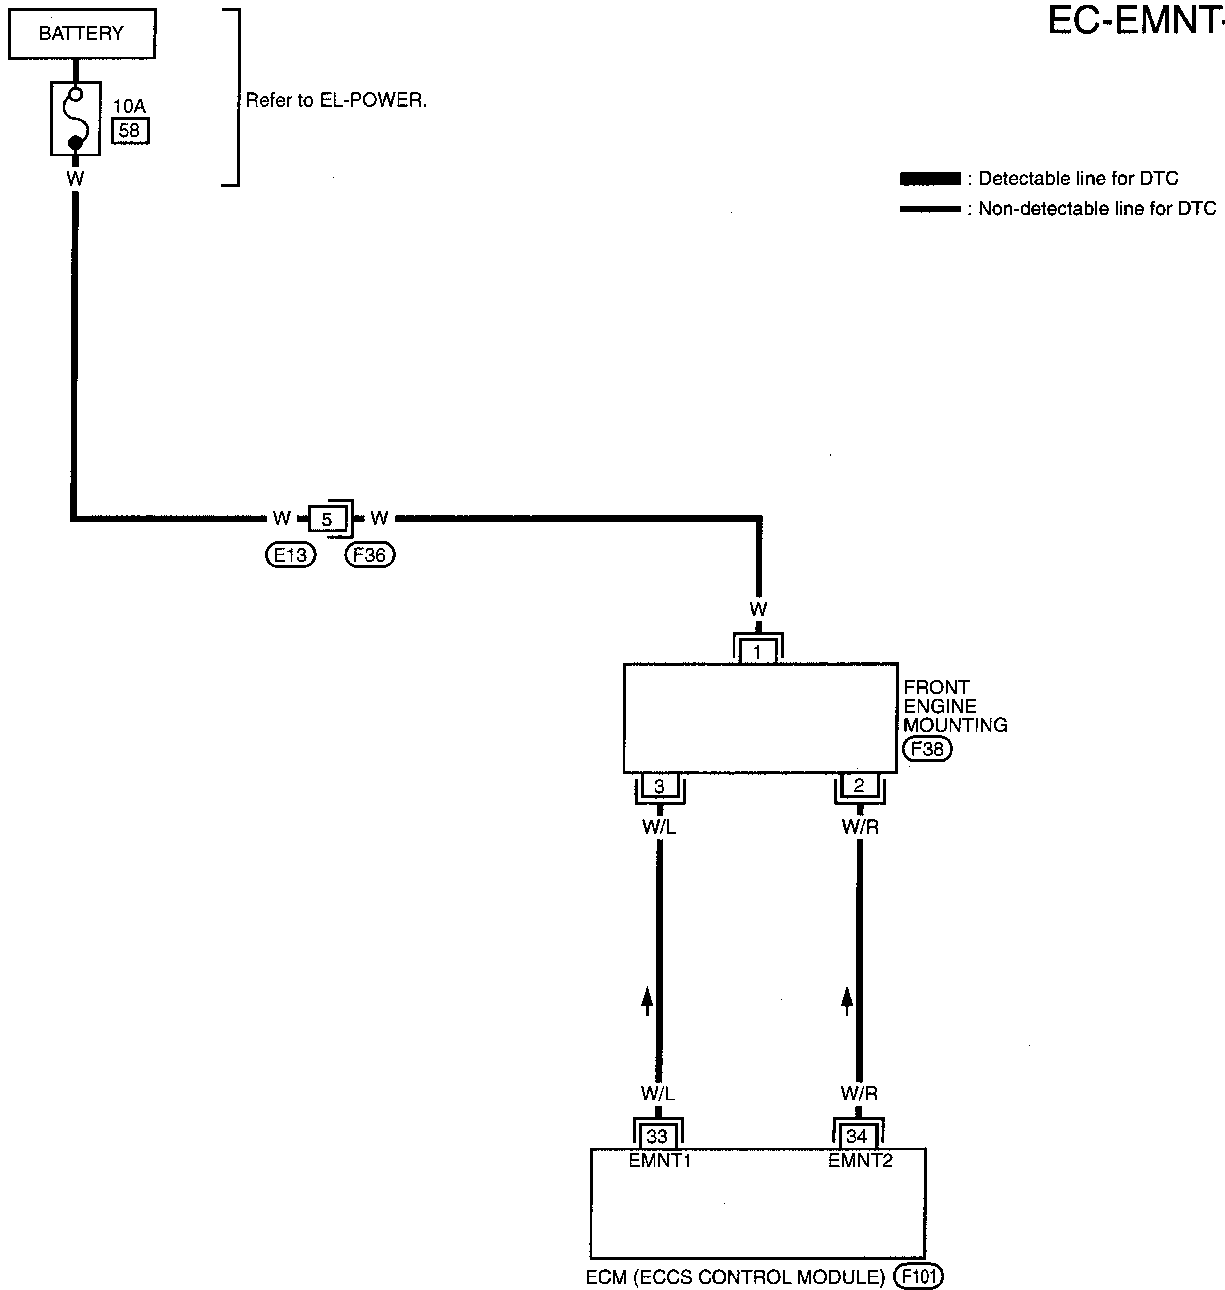 EC-EMNT-
BATTERY
10A
58
Refer to EL-POWER.
W
: Detectable line for DTC
: Non-detectable line for DTC
W 5 W
E13 F36
W
1
FRONT
ENGINE
MOUNTING
F38
3 2
W/L W/R
W/L W/R
33 34
EMNT1 EMNT2
ECM (ECCS CONTROL MODULE) F101